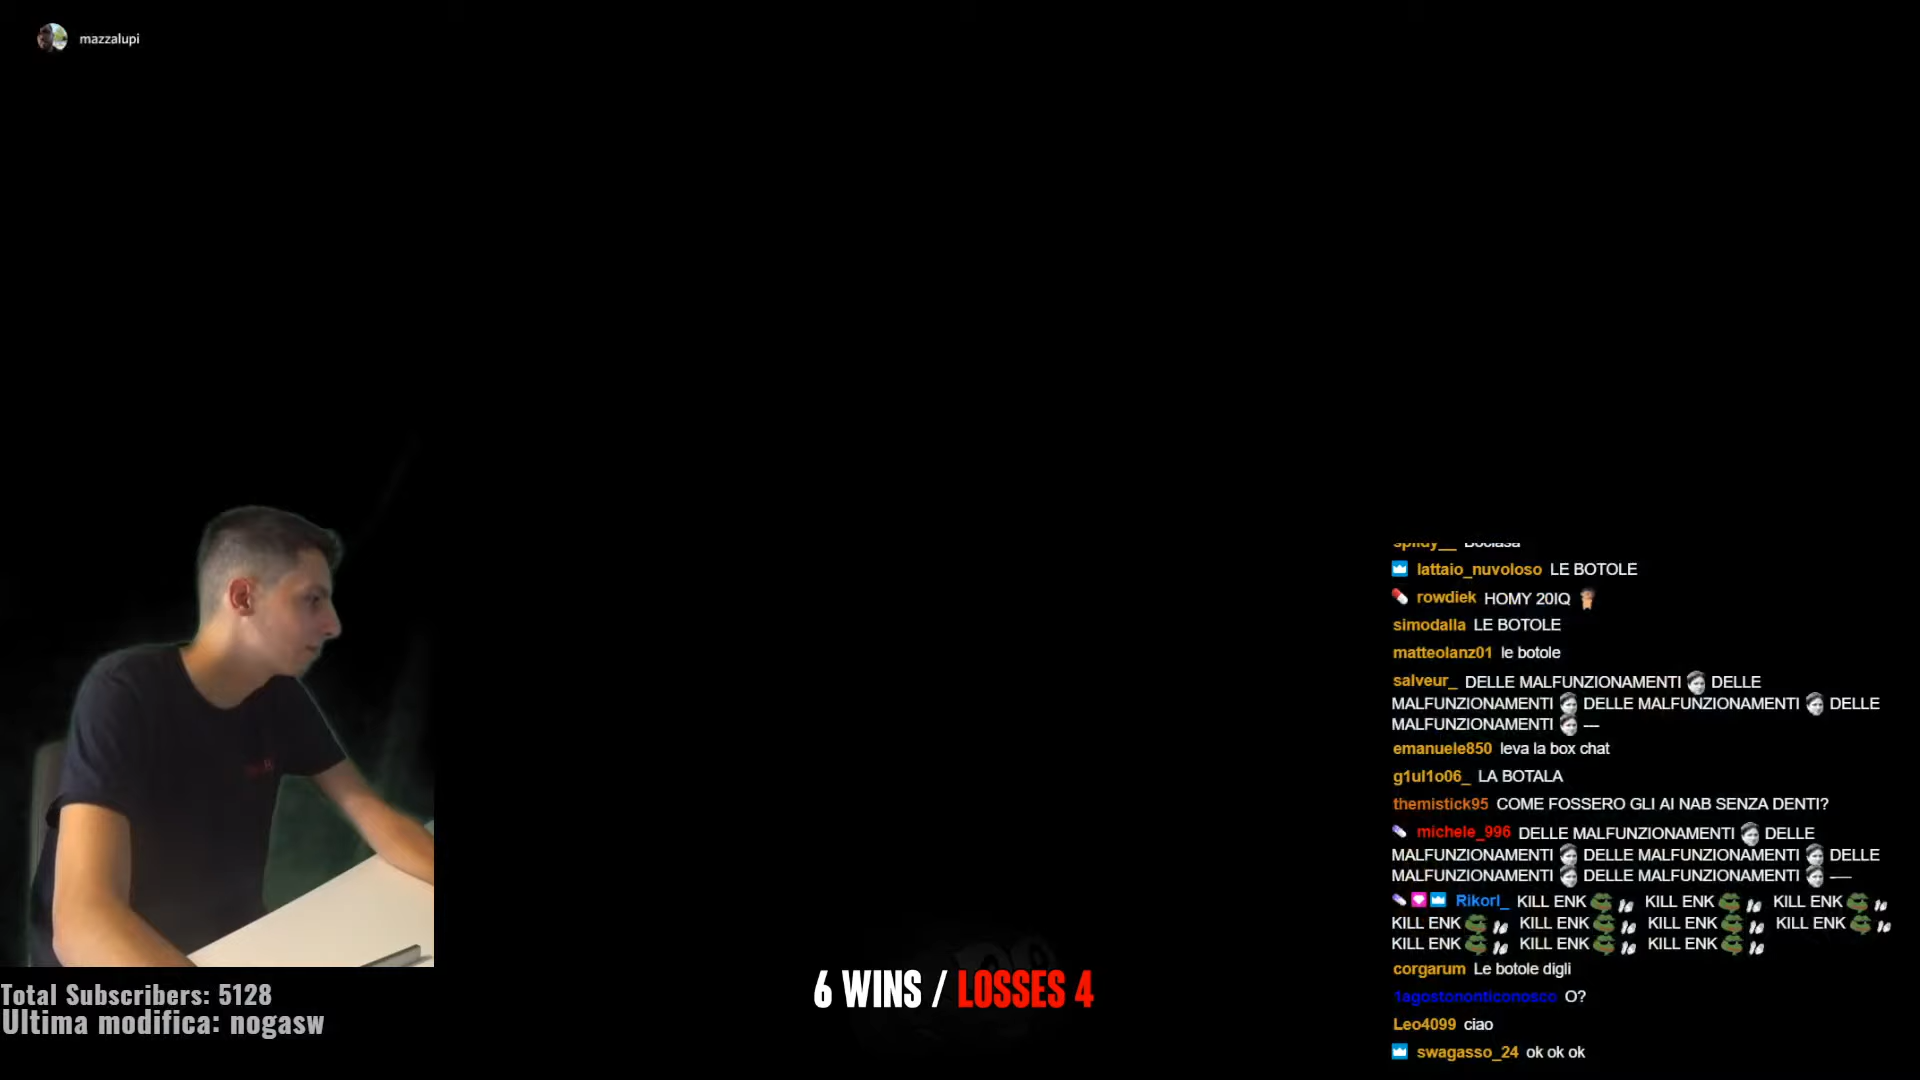 mazzalupi
lattaio_nuvoloso LE BOTOLE
rowdiek HOMY 20IQ
simodalla LE BOTOLE
matteolanz01 le botole
salveur_ DELLE MALFUNZIONAMENTI DELLE
MALFUNZIONAMENTI DELLE MALFUNZIONAMENTI DELLE
MALFUNZIONAMENTI —
emanuele850 leva la box chat
g1ul1o06_ LA BOTALA
themistick95 COME FOSSERO GLI AI NAB SENZA DENTI?
michele_996 DELLE MALFUNZIONAMENTI DELLE
MALFUNZIONAMENTI DELLE MALFUNZIONAMENTI DELLE
MALFUNZIONAMENTI DELLE MALFUNZIONAMENTI —
Rikorl_ KILL ENK KILL ENK KILL ENK
KILL ENK KILL ENK KILL ENK KILL ENK
KILL ENK KILL ENK KILL ENK
corgarum Le botole digli
1agostononticonosco O?
Leo4099 ciao
swagasso_24 ok ok ok
6 WINS / LOSSES 4
Total Subscribers: 5128
Ultima modifica: nogasw